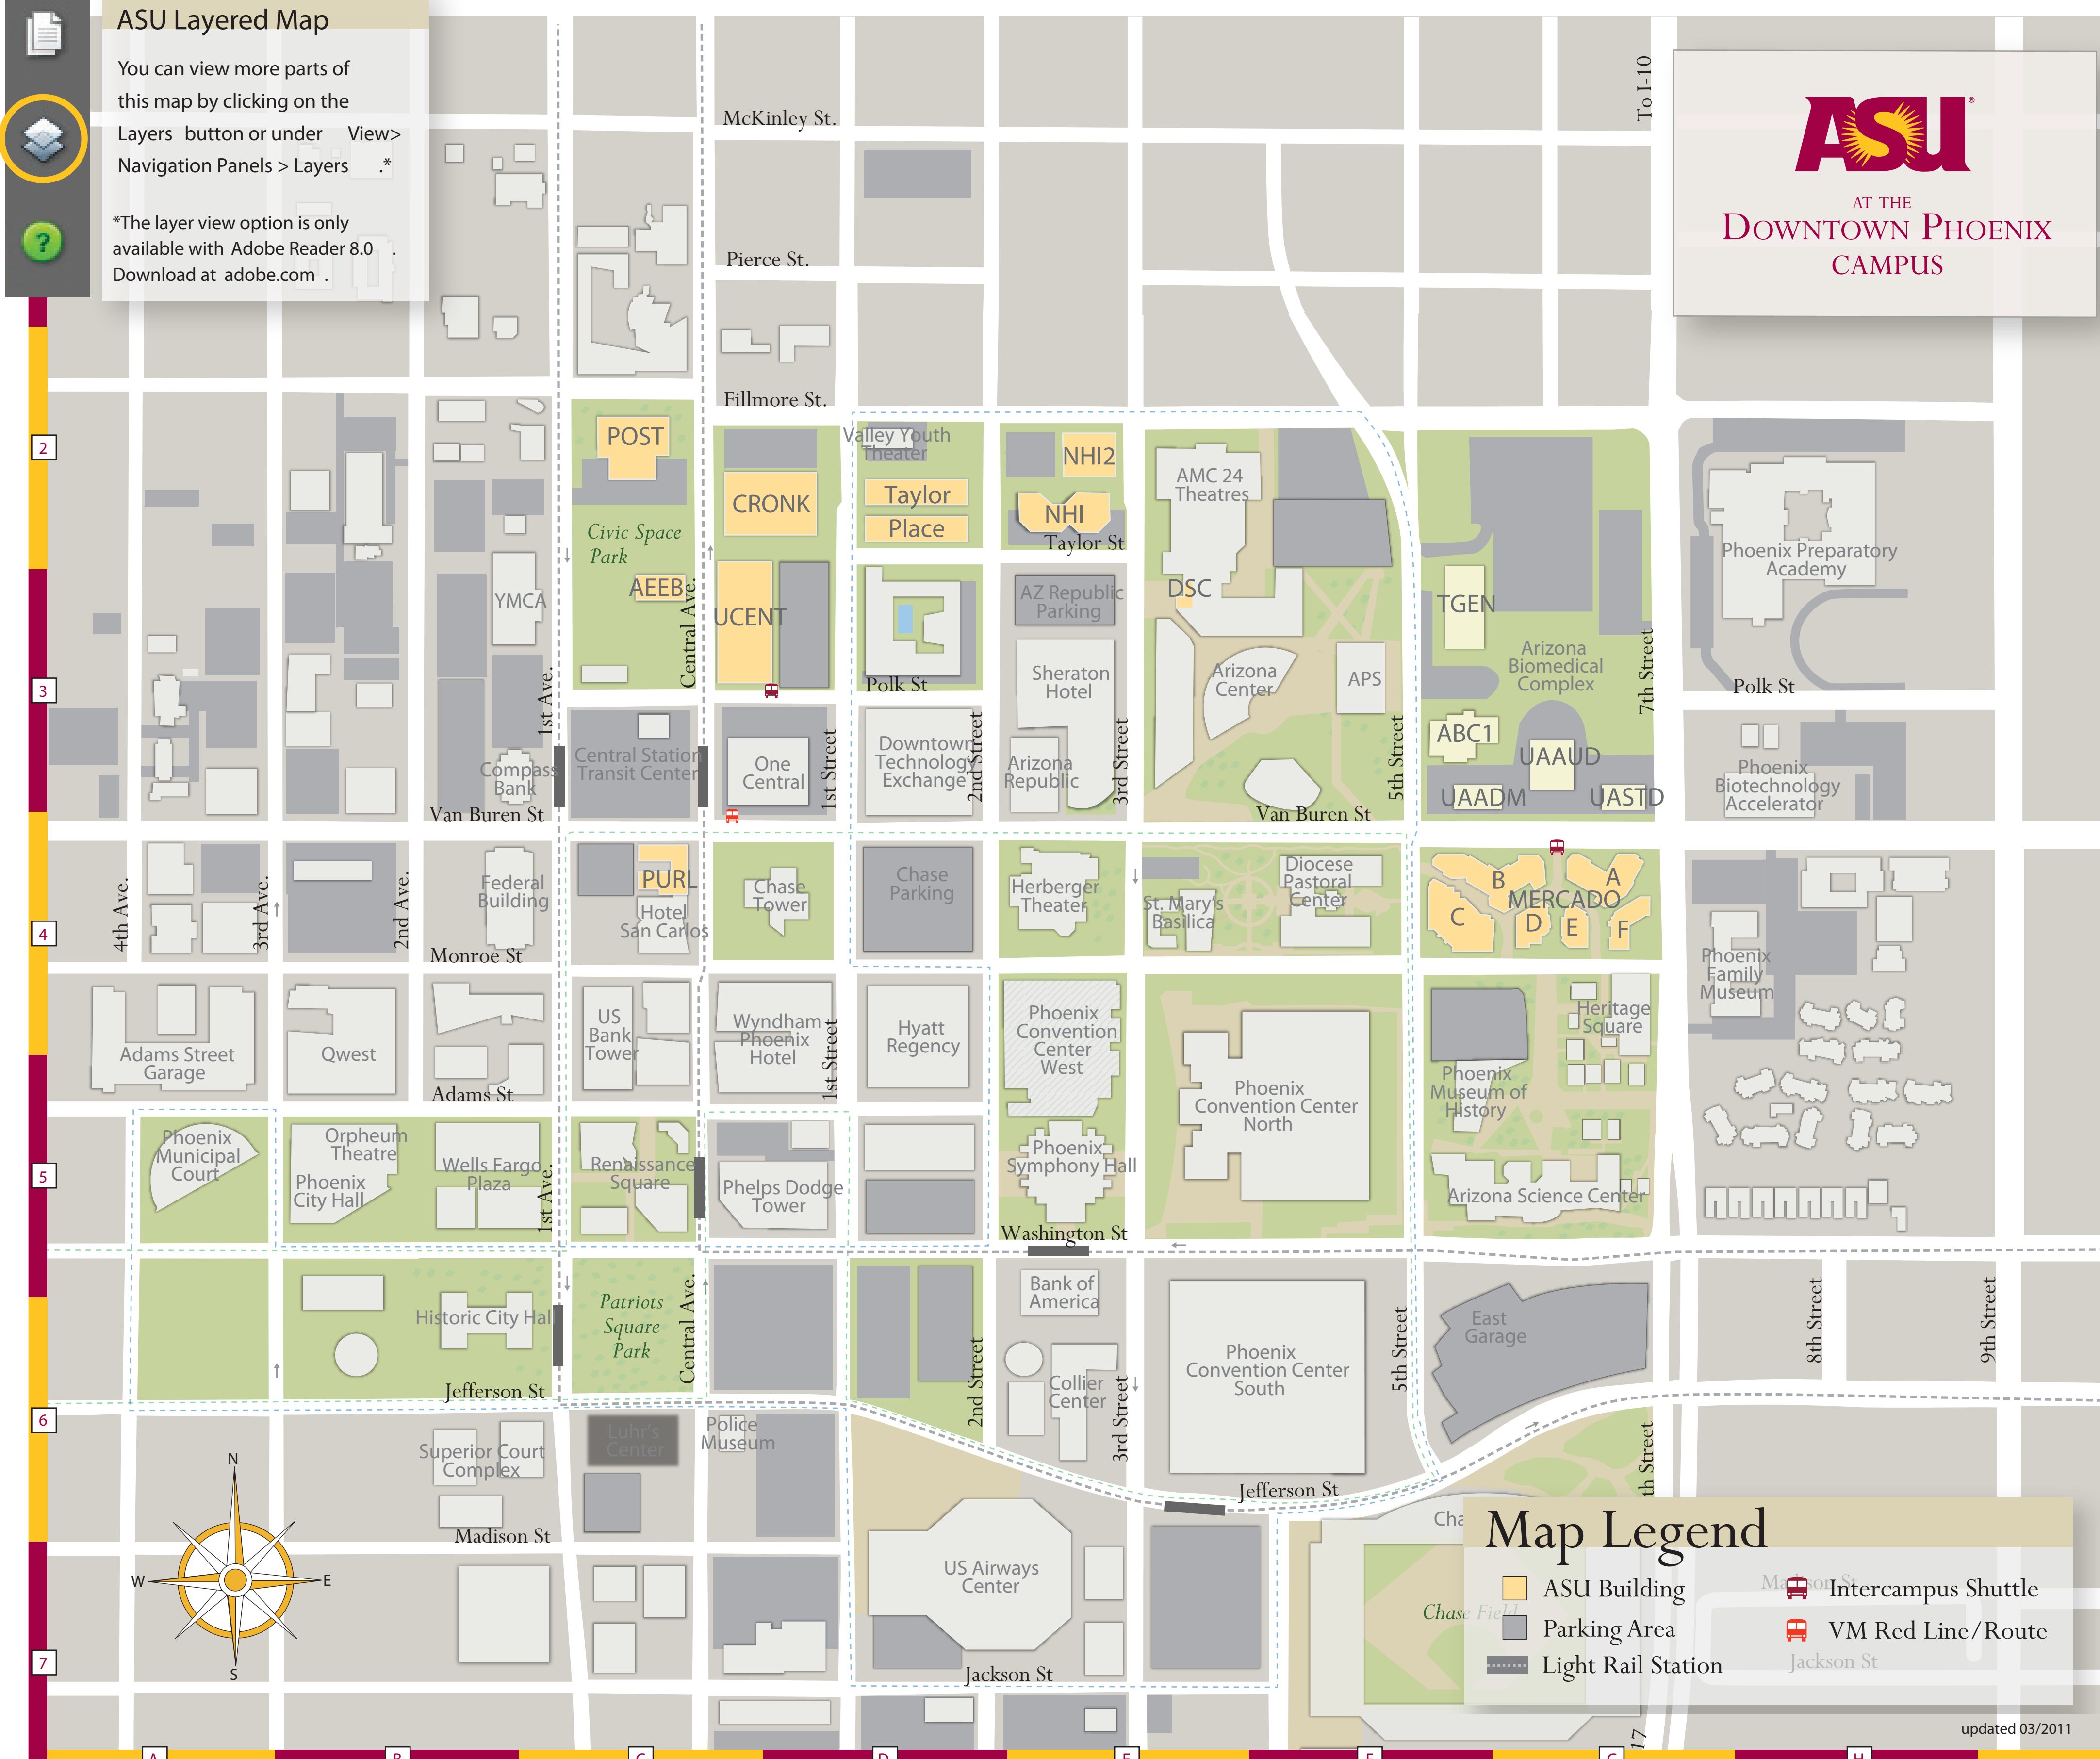 ASU Layered Map
You can view more parts of
this map by clicking on the
Layers button or under View>
Navigation Panels > Layers .*
*The layer view option is only
available with Adobe Reader 8.0 .
Download at adobe.com .
?
ASU
AT THE
DOWNTOWN PHOENIX
CAMPUS
To I-10
McKinley St.
Pierce St.
Fillmore St.
2
POST
CRONK
Valley Youth
Theater
Taylor
Place
NHI2
NHI
Taylor St
AMC 24
Theatres
Civic Space
Park
AEEB
UCENT
YMCA
Central Ave.
1st Ave.
AZ Republic
Parking
DSC
TGEN
Phoenix Preparatory
Academy
Arizona
Biomedical
Complex
7th Street
3
Polk St
Sheraton
Hotel
Arizona
Center
APS
Polk St
ABC1
UAAUD
UAADM
UASTD
Compass
Bank
Central Station
Transit Center
One
Central
1st Street
Downtown
Technology
Exchange
2nd Street
Arizona
Republic
3rd Street
5th Street
Phoenix
Biotechnology
Accelerator
Van Buren St
Van Buren St
4
4th Ave.
3rd Ave.
2nd Ave.
Federal
Building
PURL
Hotel
San Carlos
Chase
Tower
Chase
Parking
Herberger
Theater
St. Mary's
Basilica
Diocese
Pastoral
Center
B
A
MERCADO
C
D
E
F
Monroe St
Phoenix
Family
Museum
Adams Street
Garage
Qwest
US
Bank
Tower
Wyndham
Phoenix
Hotel
1st Street
Hyatt
Regency
Phoenix
Convention
Center
West
Phoenix
Convention Center
North
Phoenix
Museum of
History
Heritage
Square
Adams St
5
Phoenix
Municipal
Court
Orpheum
Theatre
Phoenix
City Hall
Wells Fargo
Plaza
1st Ave.
Renaissance
Square
Phelps Dodge
Tower
Phoenix
Symphony Hall
Arizona Science Center
Washington St
Historic City Hall
Patriots
Square
Park
Central Ave.
2nd Street
Bank of
America
Collier
Center
3rd Street
Phoenix
Convention Center
South
5th Street
East
Garage
8th Street
9th Street
Jefferson St
6
Superior Court
Complex
Luhr's
Center
Police
Museum
Jefferson St
th Street
Madison St
N
W
E
S
US Airways
Center
Cha
Chase Field
Jackson St
7
Map Legend
ASU Building
Parking Area
Light Rail Station
Madison St
Intercampus Shuttle
VM Red Line/Route
Jackson St
updated 03/2011
17
A
B
C
D
E
F
G
H